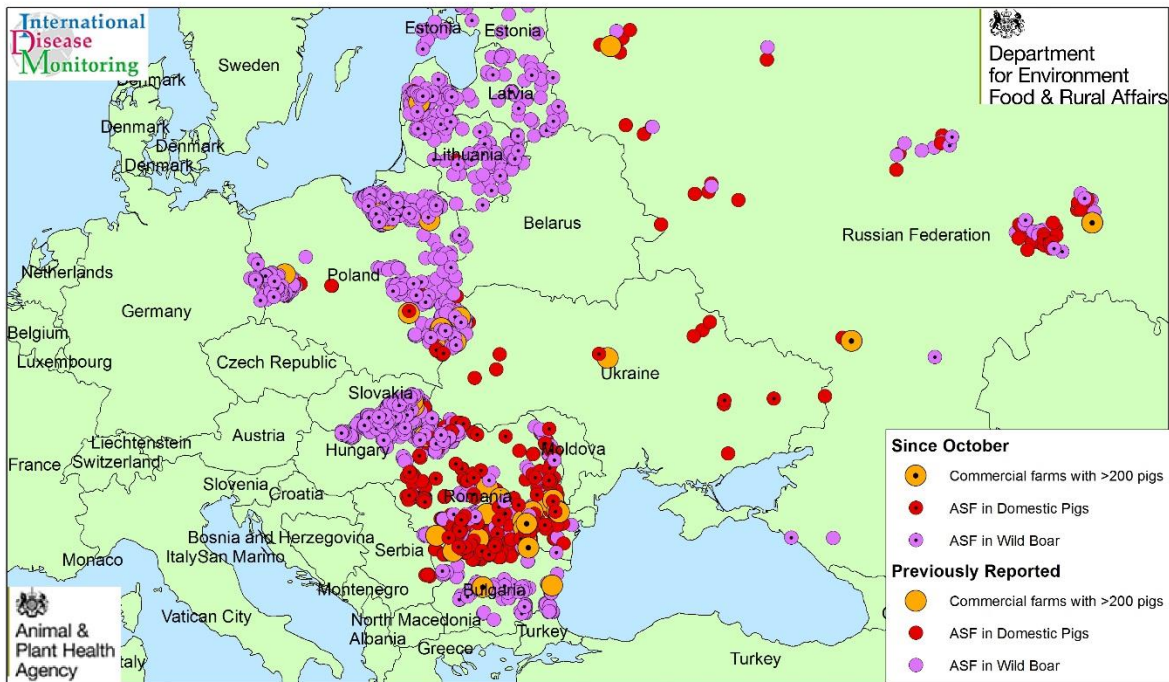 International
Disease
Monitoring
Department
for Environment
Food & Rural Affairs
Estonia
Estonia
Sweden
Denmark
Latvia
Denmark
Denmark
Denmark
Lithuania
Belarus
Russian Federation
Netherlands
Poland
Germany
Belgium
Luxembourg
Czech Republic
Ukraine
Slovakia
Liechtenstein
Austria
Switzerland
Hungary
Moldova
France
Slovenia
Croatia
Romania
Bosnia and Herzegovina
Monaco
Italy
San Marino
Serbia
Montenegro
Bulgaria
Vatican City
North Macedonia
Albania
Turkey
Greece
Italy
Turkey
Animal &
Plant Health
Agency
Since October
Commercial farms with >200 pigs
ASF in Domestic Pigs
ASF in Wild Boar
Previously Reported
Commercial farms with >200 pigs
ASF in Domestic Pigs
ASF in Wild Boar